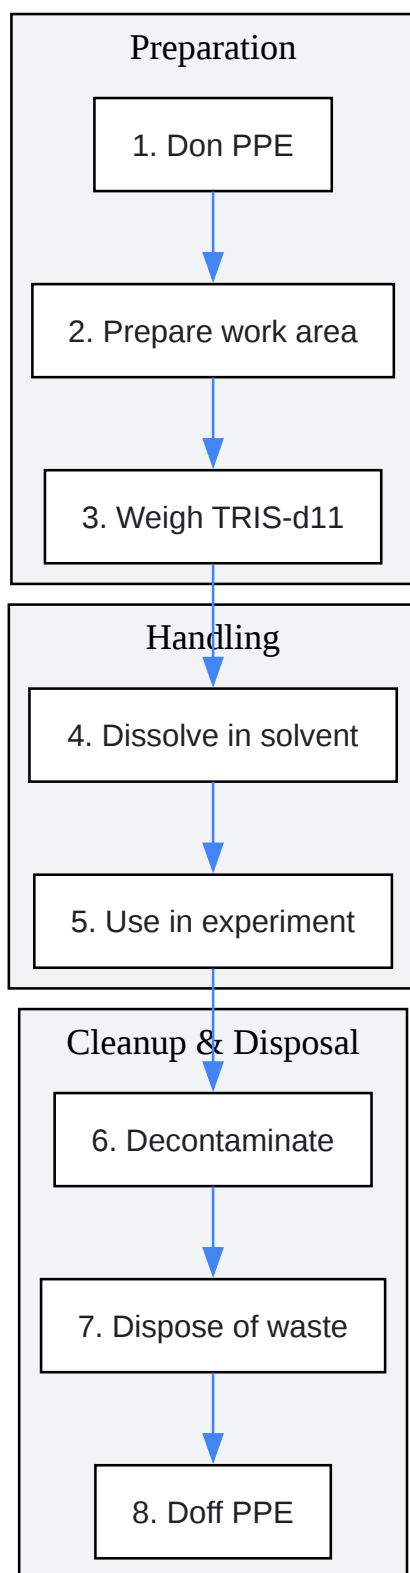 Preparation
1. Don PPE
2. Prepare work area
3. Weigh TRIS-d11
Handling
4. Dissolve in solvent
5. Use in experiment
Cleanup & Disposal
6. Decontaminate
7. Dispose of waste
8. Doff PPE